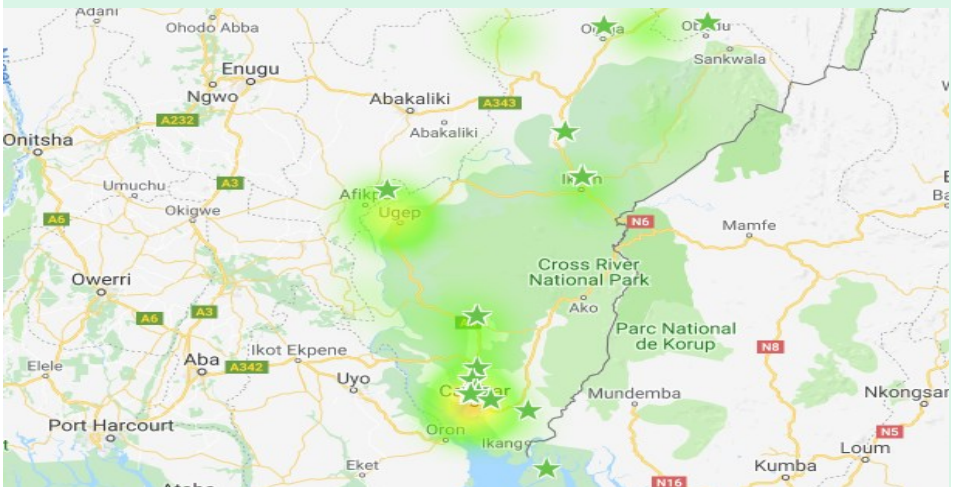 Adani
Ohodo Abba
Sankwala
Enugu
Ngwo
Abakaliki
A343
A232
Abakaliki
Onitsha
Umuchu
A3
Okigwe
A6
Ugep
N6
Mamfe
Owerri
Cross River
National Park
Ako
A6
A3
Parc National
de Korup
N8
Aba
A342
Ikot Ekpene
Elele
Uyo
Mundemba
Nkongsar
Port Harcourt
Oron
Ikang
N5
Loum
Eket
Kumba
N16